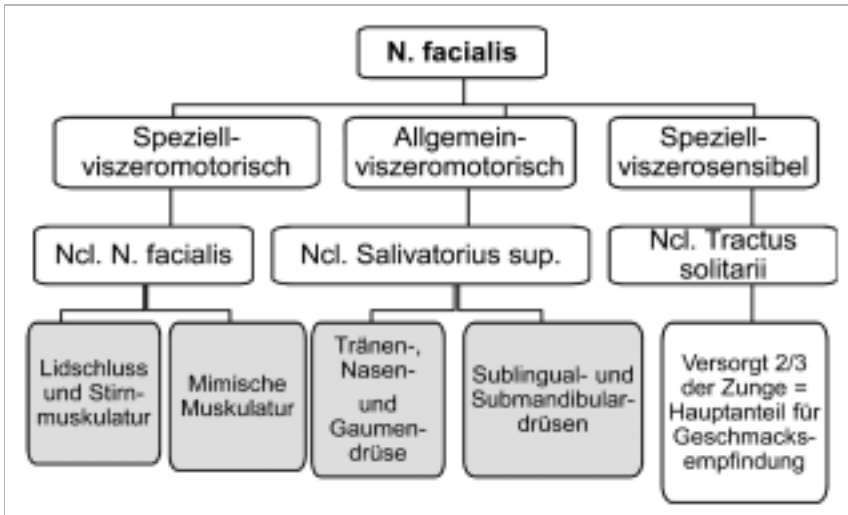 N. facialis
Speziell-
viszeromotorisch
Allgemein-
viszeromotorisch
Speziell-
viszerosensibel
Ncl. N. facialis
Ncl. Salivatorius sup.
Ncl. Tractus
solitarii
Lidschluss
und Stirn-
muskulatur
Mimische
Muskulatur
Tränen-,
Nasen-
und
Gaumen-
drüse
Sublingual- und
Submandibular-
drüsen
Versorgt 2/3
der Zunge =
Hauptanteil für
Geschmacks-
empfindung